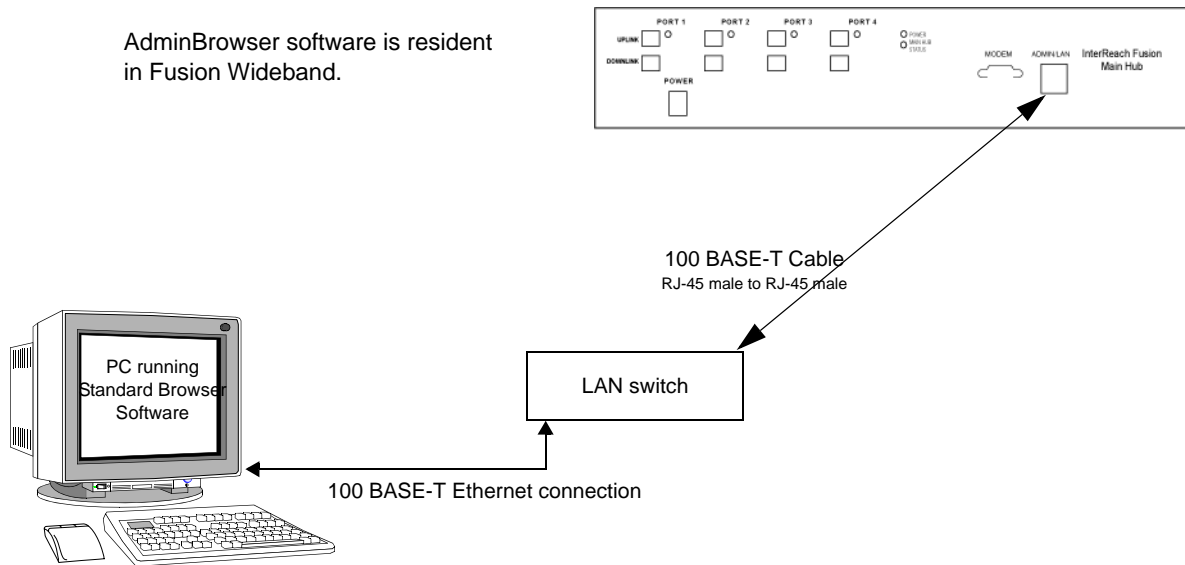 AdminBrowser software is resident
in Fusion Wideband.
PORT 1 PORT 2 PORT 3 PORT 4
UPLINK
DOWNLINK
POWER
POWER
MAIN HUB
STATUS
MODEM
ADMIN/LAN
InterReach Fusion
Main Hub
100 BASE-T Cable
RJ-45 male to RJ-45 male
LAN switch
PC running
Standard Browser
Software
100 BASE-T Ethernet connection